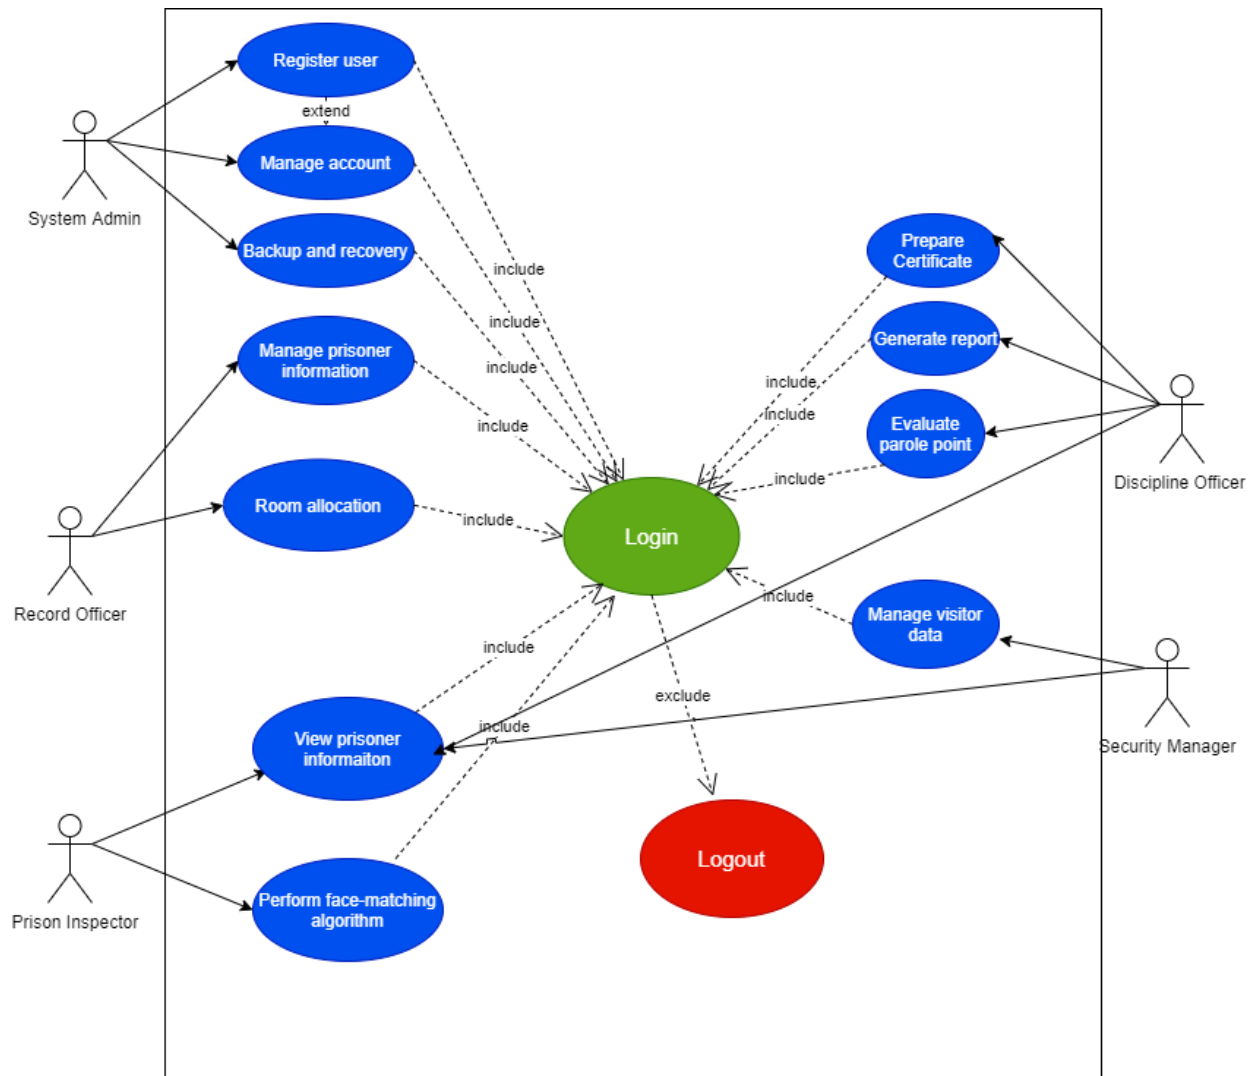 Register user
extend
Manage account
System Admin
Backup and recovery
include
include
include
Prepare
Certificate
Generate report
Manage prisoner
information
include
include
include
Evaluate
parole point
include
Discipline Officer
Room allocation
include
Login
Record Officer
include
Manage visitor
data
include
exclude
include
View prisoner
informaiton
Security Manager
Logout
Prison Inspector
Perform face-matching
algorithm